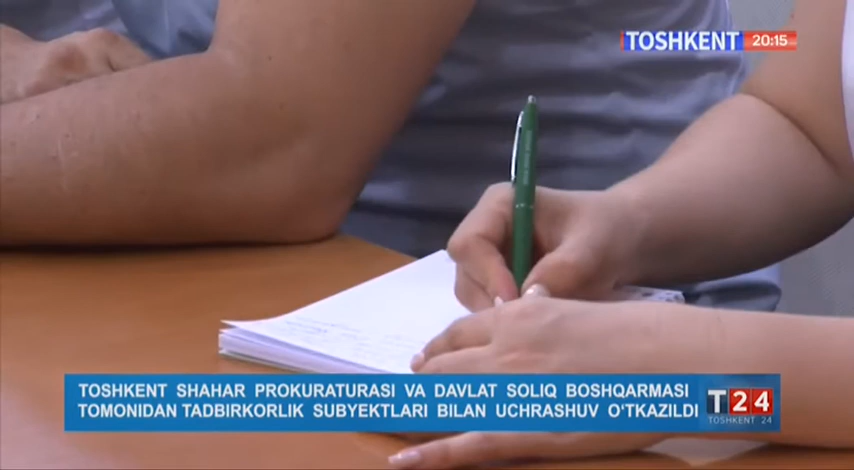 TOSHKENT 20:15
TOSHKENT SHAHAR PROKURATURASI VA DAVLAT SOLIQ BOSHQARMASI
TOMONIDAN TADBIRKORLIK SUBYEKTLARI BILAN UCHRASHUV O‘TKAZILDI
T24
TOSHKENT 24